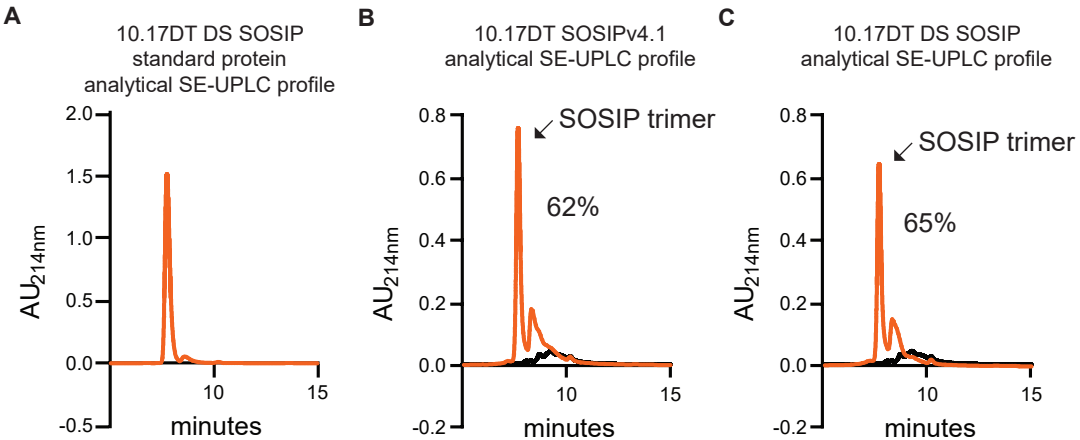 A
10.17DT DS SOSIP
standard protein
analytical SE-UPLC profile
2.0
1.5
1.0
0.5
0.0
-0.5
AU214nm
10
15
minutes
B
10.17DT SOSIPv4.1
analytical SE-UPLC profile
0.8
0.6
0.4
0.2
0.0
-0.2
AU214nm
SOSIP trimer
62%
10
15
minutes
C
10.17DT DS SOSIP
analytical SE-UPLC profile
0.8
0.6
0.4
0.2
0.0
-0.2
AU214nm
SOSIP trimer
65%
10
15
minutes